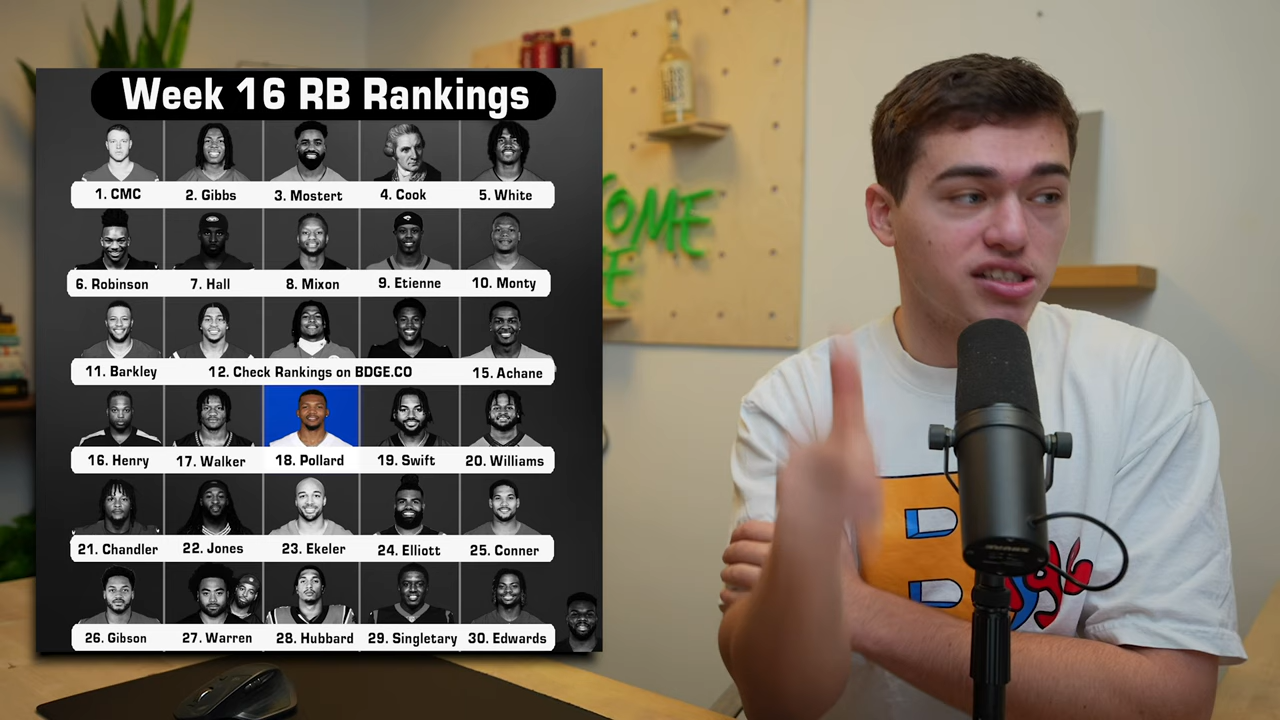 Week 16 RB Rankings
1. CMC
2. Gibbs
3. Mostert
4. Cook
5. White
6. Robinson
7. Hall
8. Mixon
9. Etienne
10. Monty
11. Barkley
12. Check Rankings on BDGE.CO
15. Achane
16. Henry
17. Walker
18. Pollard
19. Swift
20. Williams
21. Chandler
22. Jones
23. Ekeler
24. Elliott
25. Conner
26. Gibson
27. Warren
28. Hubbard
29. Singletary
30. Edwards
OME
E